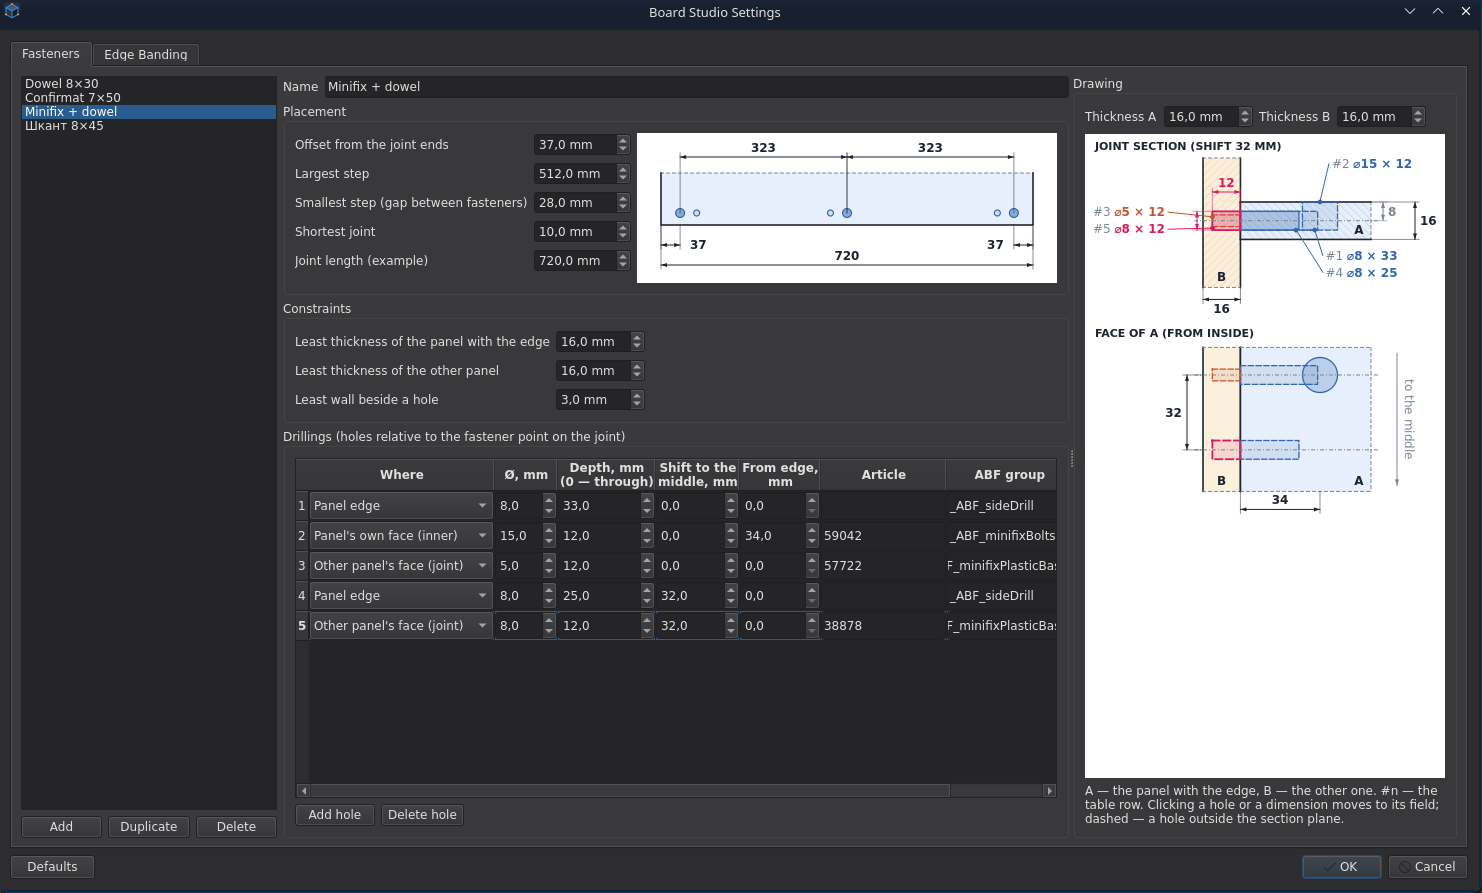 Board Studio Settings
Fasteners
Edge Banding
Dowel 8×30
Confirmat 7×50
Minifix + dowel
Шкант 8×45
Add
Duplicate
Delete
Name
Minifix + dowel
Placement
Offset from the joint ends
37,0 mm
Largest step
512,0 mm
Smallest step (gap between fasteners)
28,0 mm
Shortest joint
10,0 mm
Joint length (example)
720,0 mm
323
323
37
37
720
Constraints
Least thickness of the panel with the edge
16,0 mm
Least thickness of the other panel
16,0 mm
Least wall beside a hole
3,0 mm
Drillings (holes relative to the fastener point on the joint)
Where
Ø, mm
Depth, mm
(0 — through)
Shift to the
middle, mm
From edge,
mm
Article
ABF group
1 Panel edge 8,0 33,0 0,0 0,0 _ABF_sideDrill
2 Panel's own face (inner) 15,0 12,0 0,0 34,0 59042 _ABF_minifixBolts
3 Other panel's face (joint) 5,0 12,0 0,0 0,0 57722 F_minifixPlasticBa
4 Panel edge 8,0 25,0 32,0 0,0 _ABF_sideDrill
5 Other panel's face (joint) 8,0 12,0 32,0 0,0 38878 F_minifixPlasticBa
Add hole
Delete hole
Drawing
Thickness A
16,0 mm
Thickness B
16,0 mm
JOINT SECTION (SHIFT 32 MM)
#2 ⌀15 × 12
12
#3 ⌀5 × 12
#5 ⌀8 × 12
8
16
A
#1 ⌀8 × 33
#4 ⌀8 × 25
B
16
FACE OF A (FROM INSIDE)
32
to the middle
B
A
34
A — the panel with the edge, B — the other one. #n — the
table row. Clicking a hole or a dimension moves to its field;
dashed — a hole outside the section plane.
Defaults
OK
Cancel